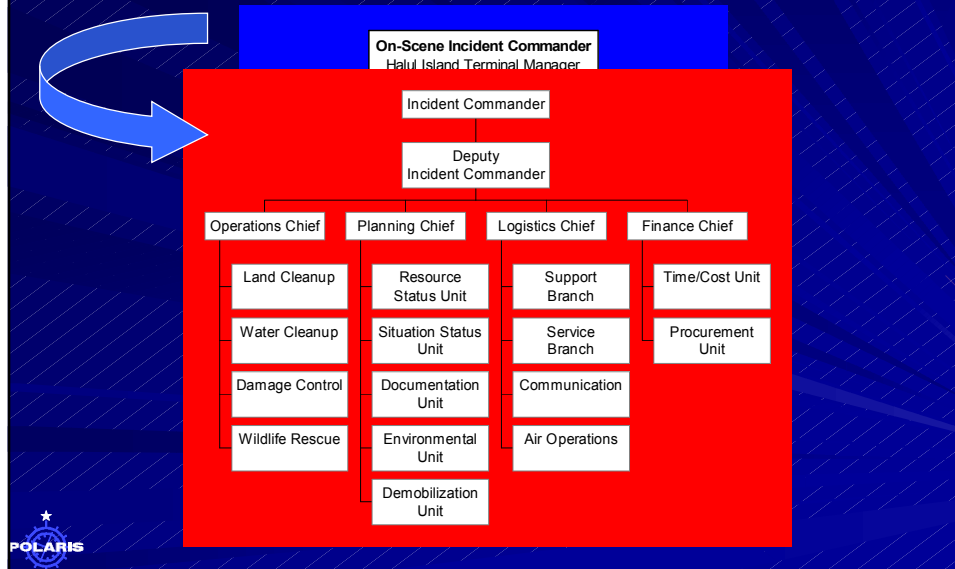 On-Scene Incident Commander
Halul Island Terminal Manager
Incident Commander
Deputy
Incident Commander
Operations Chief
Planning Chief
Logistics Chief
Finance Chief
Land Cleanup
Water Cleanup
Damage Control
Wildlife Rescue
Resource
Status Unit
Situation Status
Unit
Documentation
Unit
Environmental
Unit
Demobilization
Unit
Support
Branch
Service
Branch
Communication
Air Operations
Time/Cost Unit
Procurement
Unit
POLARIS